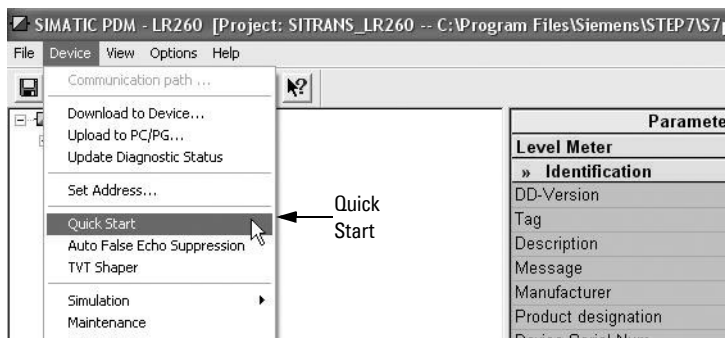 SIMATIC PDM - LR260 [Project: SITRANS_LR260 -- C:\Program Files\Siemens\STEP7\S7
File Device View Options Help
Communication path ...
Download to Device...
Upload to PC/PG...
Update Diagnostic Status
Set Address...
Quick Start
Auto False Echo Suppression
TVT Shaper
Simulation
Maintenance
Quick
Start
Paramete
Level Meter
» Identification
DD-Version
Tag
Description
Message
Manufacturer
Product designation